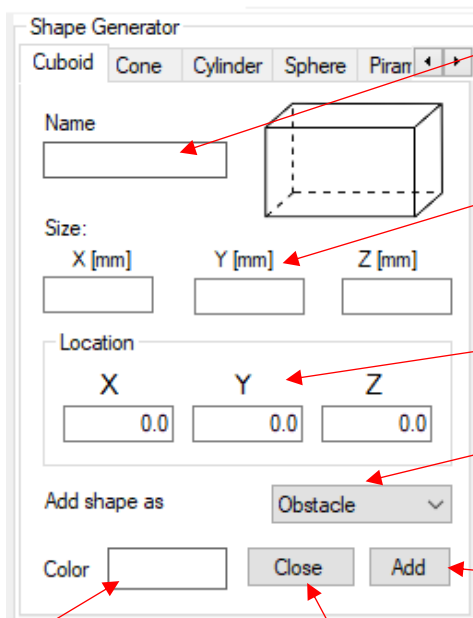 Shape Generator
Cuboid Cone Cylinder Sphere Piram
Name
Size:
X [mm] Y [mm] Z [mm]
Location
X Y Z
0.0 0.0 0.0
Add shape as Obstacle
Color Close Add